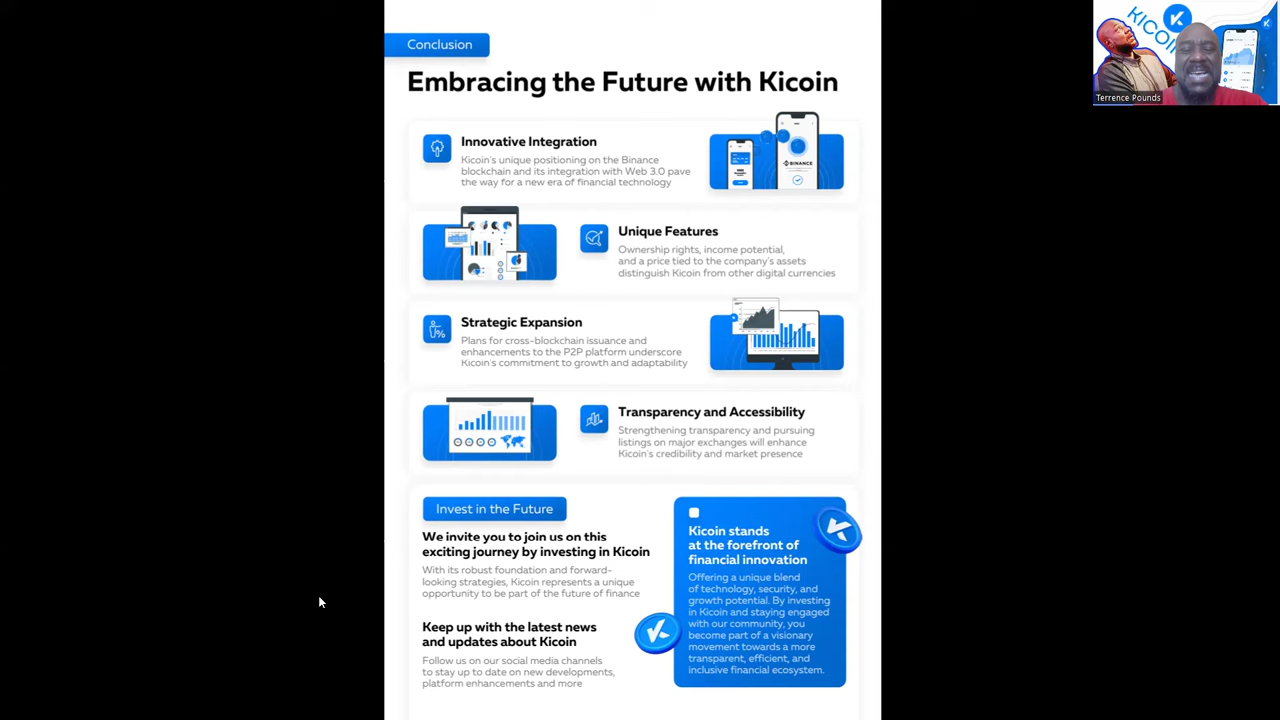 Conclusion
Embracing the Future with Kicoin
Innovative Integration
Kicoin's unique positioning on the Binance
blockchain and its integration with Web 3.0 pave
the way for a new era of financial technology
BINANCE
Unique Features
Ownership rights, income potential,
and a price tied to the company's assets
distinguish Kicoin from other digital currencies
Strategic Expansion
Plans for cross-blockchain issuance and
enhancements to the P2P platform underscore
Kicoin's commitment to growth and adaptability
Transparency and Accessibility
Strengthening transparency and pursuing
listings on major exchanges will enhance
Kicoin's credibility and market presence
Invest in the Future
We invite you to join us on this
exciting journey by investing in Kicoin
With its robust foundation and forward-
looking strategies, Kicoin represents a unique
opportunity to be part of the future of finance
Keep up with the latest news
and updates about Kicoin
Follow us on our social media channels
to stay up to date on new developments,
platform enhancements and more
Kicoin stands
at the forefront of
financial innovation
Offering a unique blend
of technology, security, and
growth potential. By investing
in Kicoin and staying engaged
with our community, you
become part of a visionary
movement towards a more
transparent, efficient, and
inclusive financial ecosystem.
KICOIN
Terrence Pounds